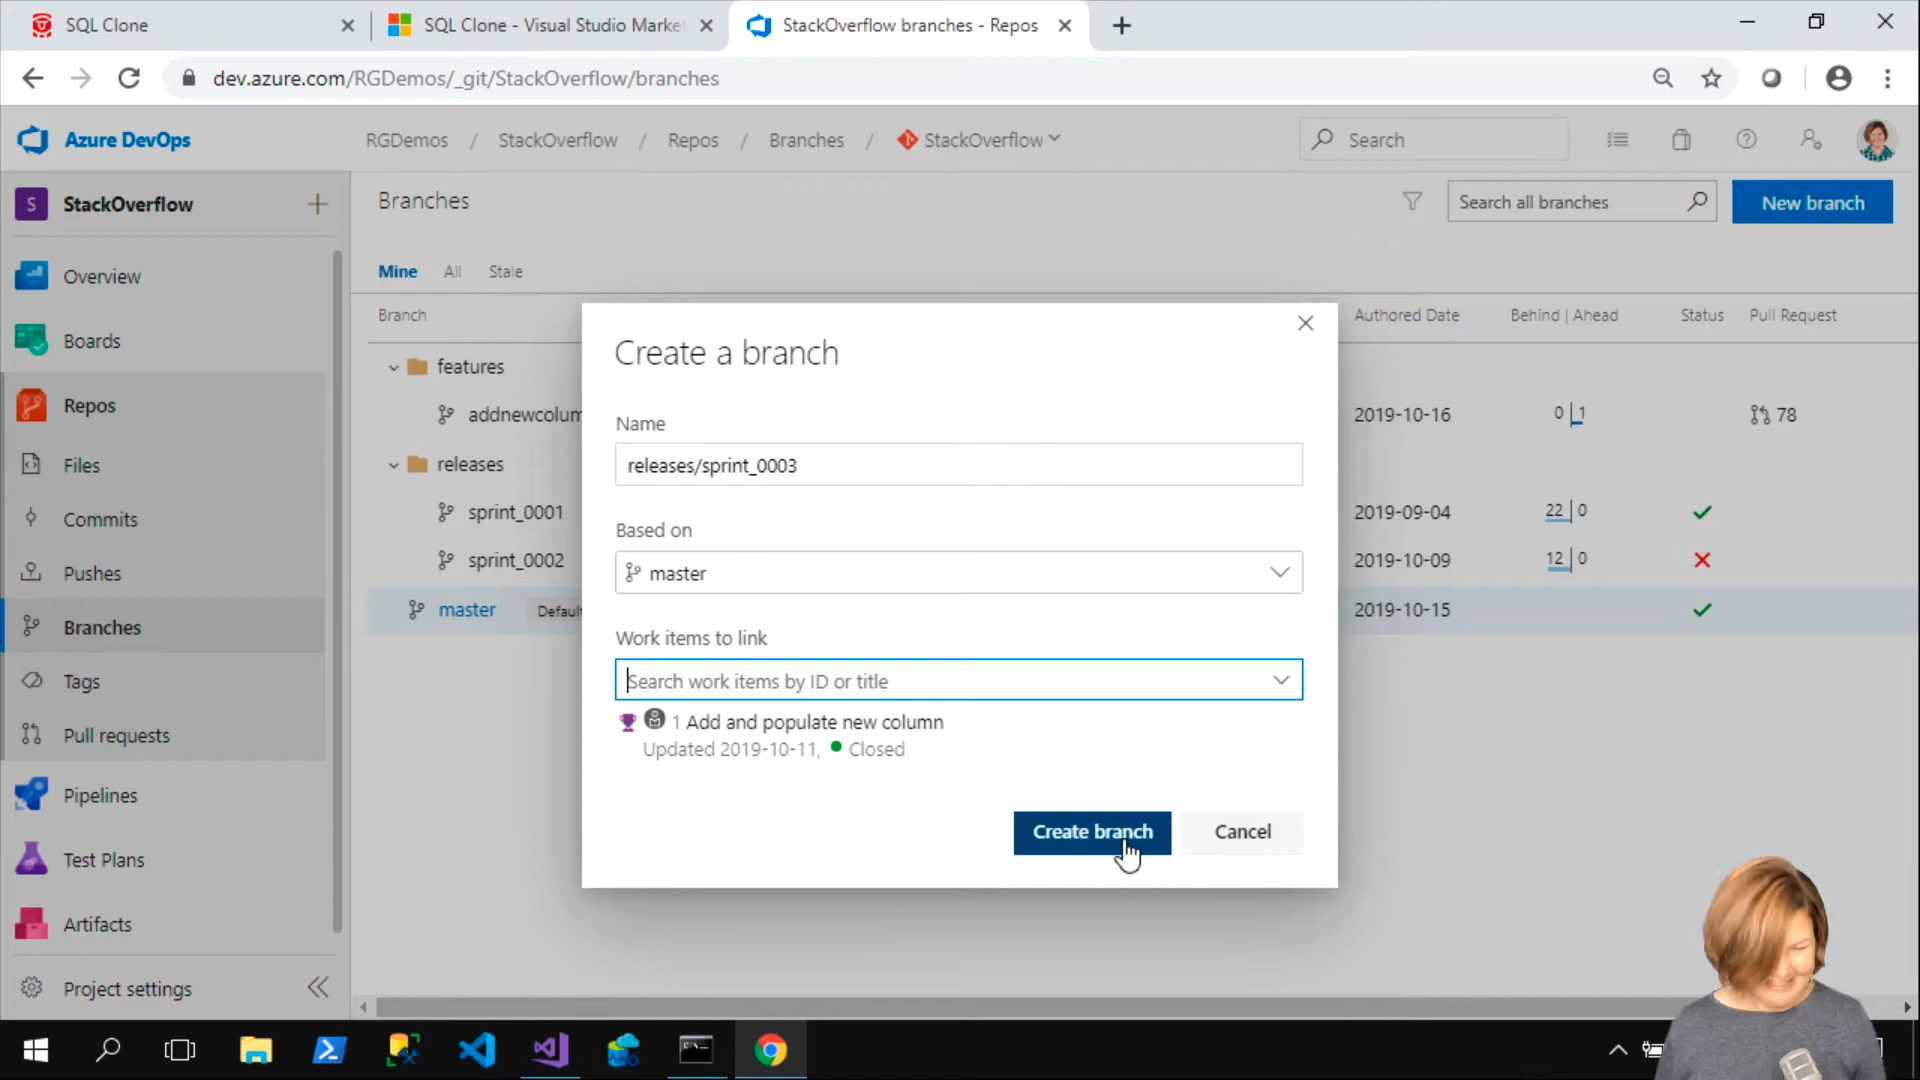 SQL Clone
SQL Clone - Visual Studio Market
StackOverflow branches - Repos
dev.azure.com/RGDemos/_git/StackOverflow/branches
Azure DevOps
RGDemos / StackOverflow / Repos / Branches / StackOverflow
Search
S StackOverflow
Overview
Boards
Repos
Files
Commits
Pushes
Branches
Tags
Pull requests
Pipelines
Test Plans
Artifacts
Project settings
Branches
Search all branches
New branch
Mine All Stale
Branch Authored Date Behind | Ahead Status Pull Request
features
addnewcolum 2019-10-16 0 1 78
releases
sprint_0001 2019-09-04 22 0
sprint_0002 2019-10-09 12 0
master Default 2019-10-15
Create a branch
Name
releases/sprint_0003
Based on
master
Work items to link
Search work items by ID or title
1 Add and populate new column
Updated 2019-10-11, Closed
Create branch
Cancel